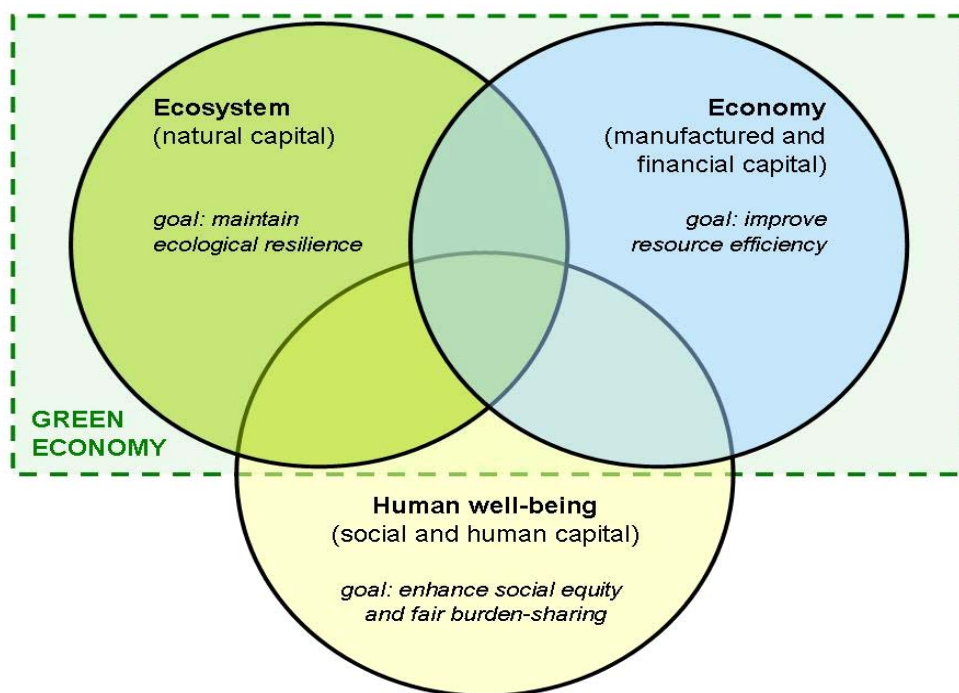 Ecosystem
(natural capital)
goal: maintain
ecological resilience
Economy
(manufactured and
financial capital)
goal: improve
resource efficiency
GREEN
ECONOMY
Human well-being
(social and human capital)
goal: enhance social equity
and fair burden-sharing